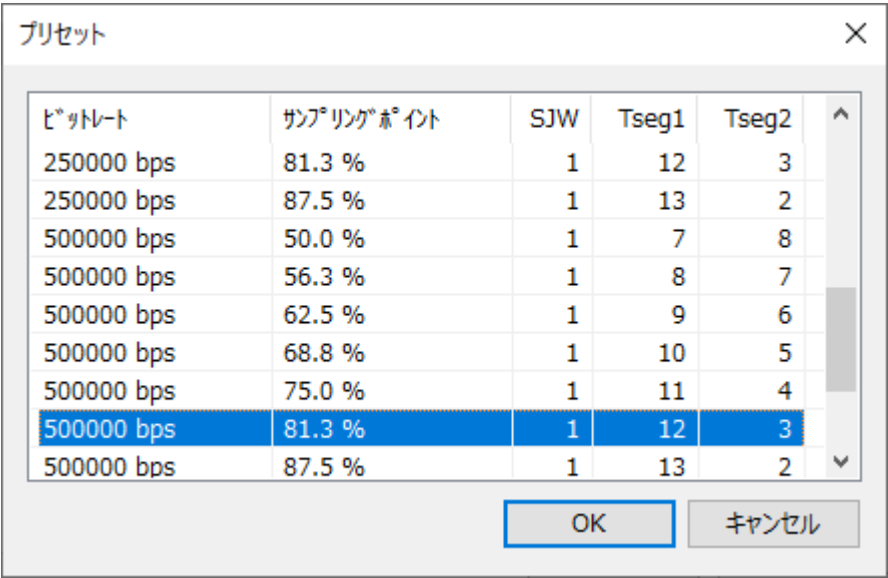 プリセット
ﾋﾞｯﾄﾚｰﾄ ｻﾝﾌﾟﾘﾝｸﾞﾎﾟｲﾝﾄ SJW Tseg1 Tseg2
250000 bps 81.3 % 1 12 3
250000 bps 87.5 % 1 13 2
500000 bps 50.0 % 1 7 8
500000 bps 56.3 % 1 8 7
500000 bps 62.5 % 1 9 6
500000 bps 68.8 % 1 10 5
500000 bps 75.0 % 1 11 4
500000 bps 81.3 % 1 12 3
500000 bps 87.5 % 1 13 2
OK キャンセル